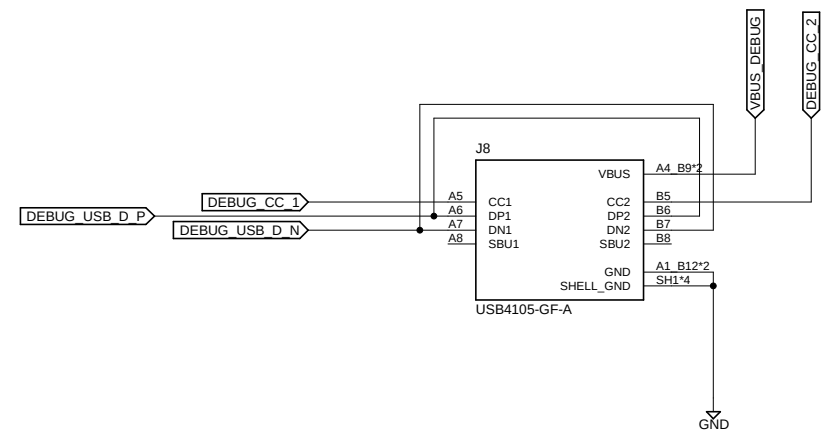 VBUS_DEBUG
DEBUG_CC_2
J8
VBUS
A4_B9*2
DEBUG_CC_1
A5
CC1
CC2
B5
DEBUG_USB_D_P
A6
DP1
DP2
B6
DEBUG_USB_D_N
A7
DN1
DN2
B7
A8
SBU1
SBU2
B8
GND
A1_B12*2
SHELL_GND
SH1*4
USB4105-GF-A
GND